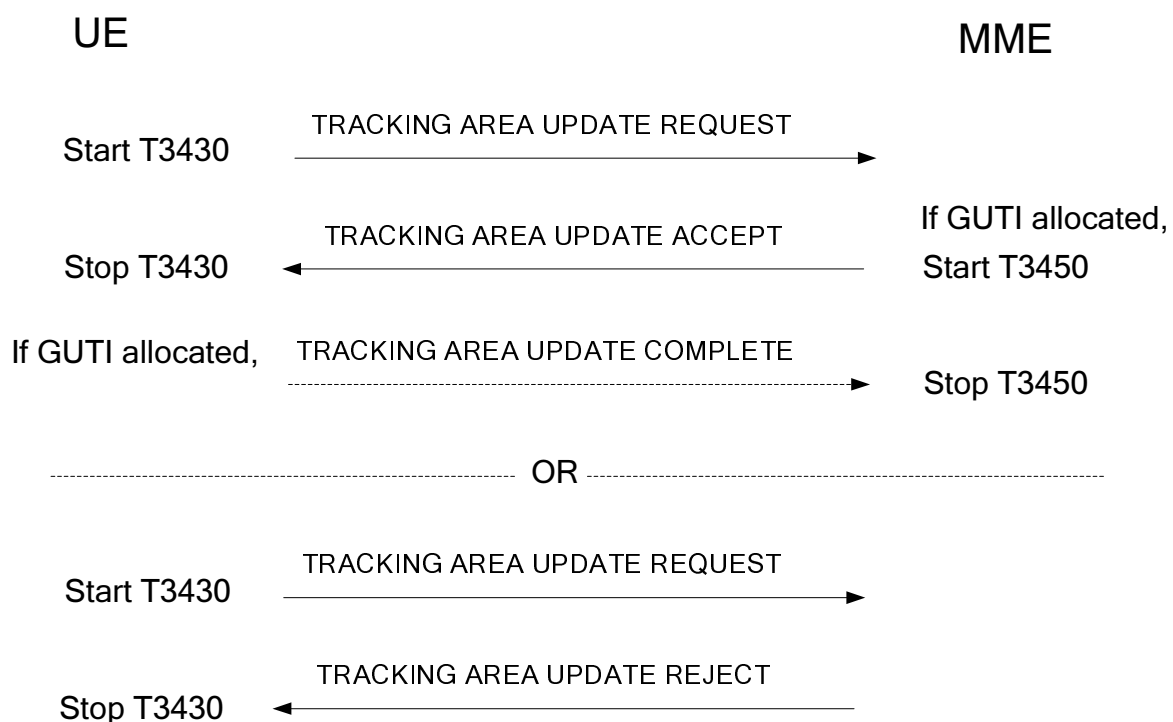 UE
MME
TRACKING AREA UPDATE REQUEST
Start T3430
If GUTI allocated,
TRACKING AREA UPDATE ACCEPT
Stop T3430
Start T3450
If GUTI allocated,
TRACKING AREA UPDATE COMPLETE
Stop T3450
OR
TRACKING AREA UPDATE REQUEST
Start T3430
TRACKING AREA UPDATE REJECT
Stop T3430